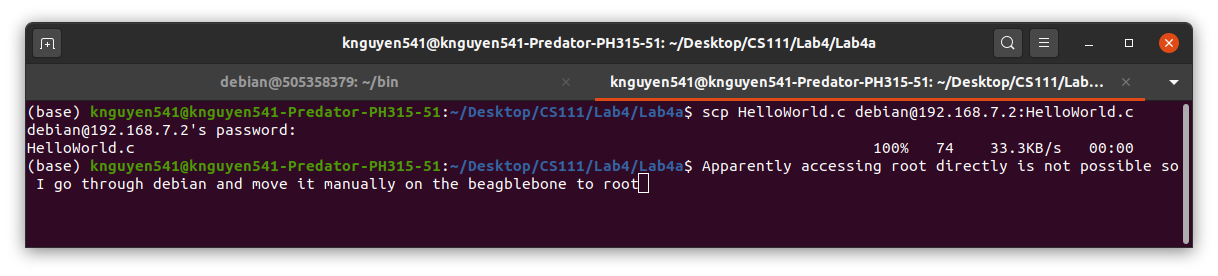 knguyen541@knguyen541-Predator-PH315-51: ~/Desktop/CS111/Lab4/Lab4a
debian@505358379: ~/bin
knguyen541@knguyen541-Predator-PH315-51: ~/Desktop/CS111/Lab…
(base) knguyen541@knguyen541-Predator-PH315-51:~/Desktop/CS111/Lab4/Lab4a$ scp HelloWorld.c debian@192.168.7.2:HelloWorld.c
debian@192.168.7.2's password:
HelloWorld.c 100% 74 33.3KB/s 00:00
(base) knguyen541@knguyen541-Predator-PH315-51:~/Desktop/CS111/Lab4/Lab4a$ Apparently accessing root directly is not possible so
I go through debian and move it manually on the beagblebone to root